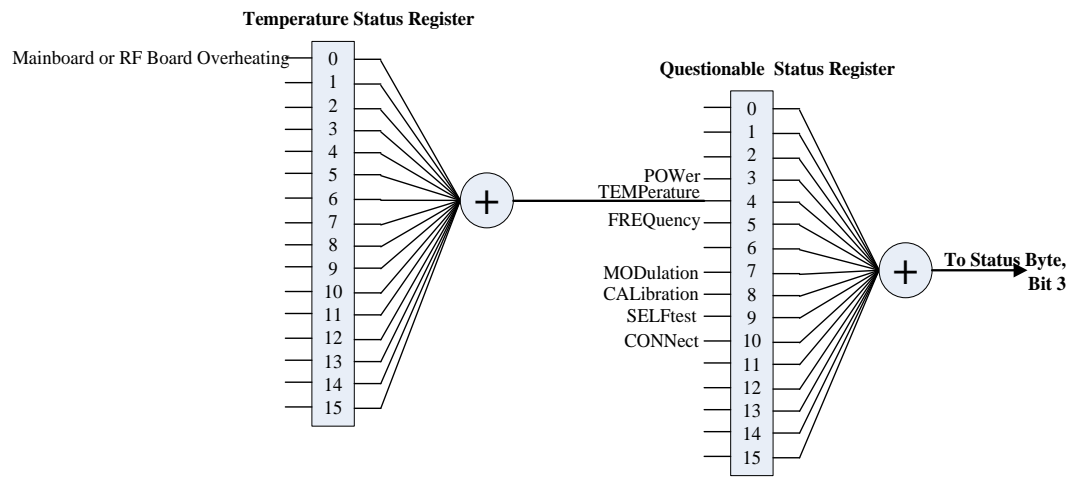 Temperature Status Register
Mainboard or RF Board Overheating
0
1
2
3
4
5
6
7
8
9
10
11
12
13
14
15
+
Questionable Status Register
POWer
TEMPerature
FREQuency
MODulation
CALibration
SELFtest
CONNect
0
1
2
3
4
5
6
7
8
9
10
11
12
13
14
15
+
To Status Byte,
Bit 3